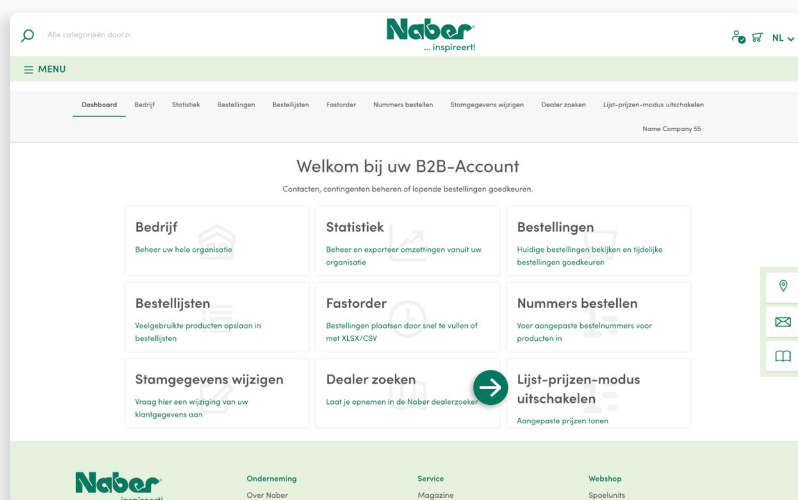 Alle categorieën doorzo
Naber
... inspireert!
NL
MENU
Dashboard Bedrijf Statistiek Bestellingen Bestellijsten Fastorder Nummers bestellen Stamgegevens wijzigen Dealer zoeken Lijst-prijzen-modus uitschakelen
Name Company 55
Welkom bij uw B2B-Account
Contacten, contingenten beheren of lopende bestellingen goedkeuren.
Bedrijf
Beheer uw hele organisatie
Statistiek
Beheer en exporteer omzettingen vanuit uw
organisatie
Bestellingen
Huidige bestellingen bekijken en tijdelijke
bestellingen goedkeuren
Bestellijsten
Veelgebruikte producten opslaan in
bestellijsten
Fastorder
Bestellingen plaatsen door snel te vullen of
met XLSX/CSV
Nummers bestellen
Voer aangepaste bestelnummers voor
producten in
Stamgegevens wijzigen
Vraag hier een wijziging van uw
klantgegevens aan
Dealer zoeken
Laat je opnemen in de Naber dealerzoeker
Lijst-prijzen-modus
uitschakelen
Aangepaste prijzen tonen
Naber
inspireert!
Onderneming
Over Naber
Service
Magazine
Webshop
Spoelunits